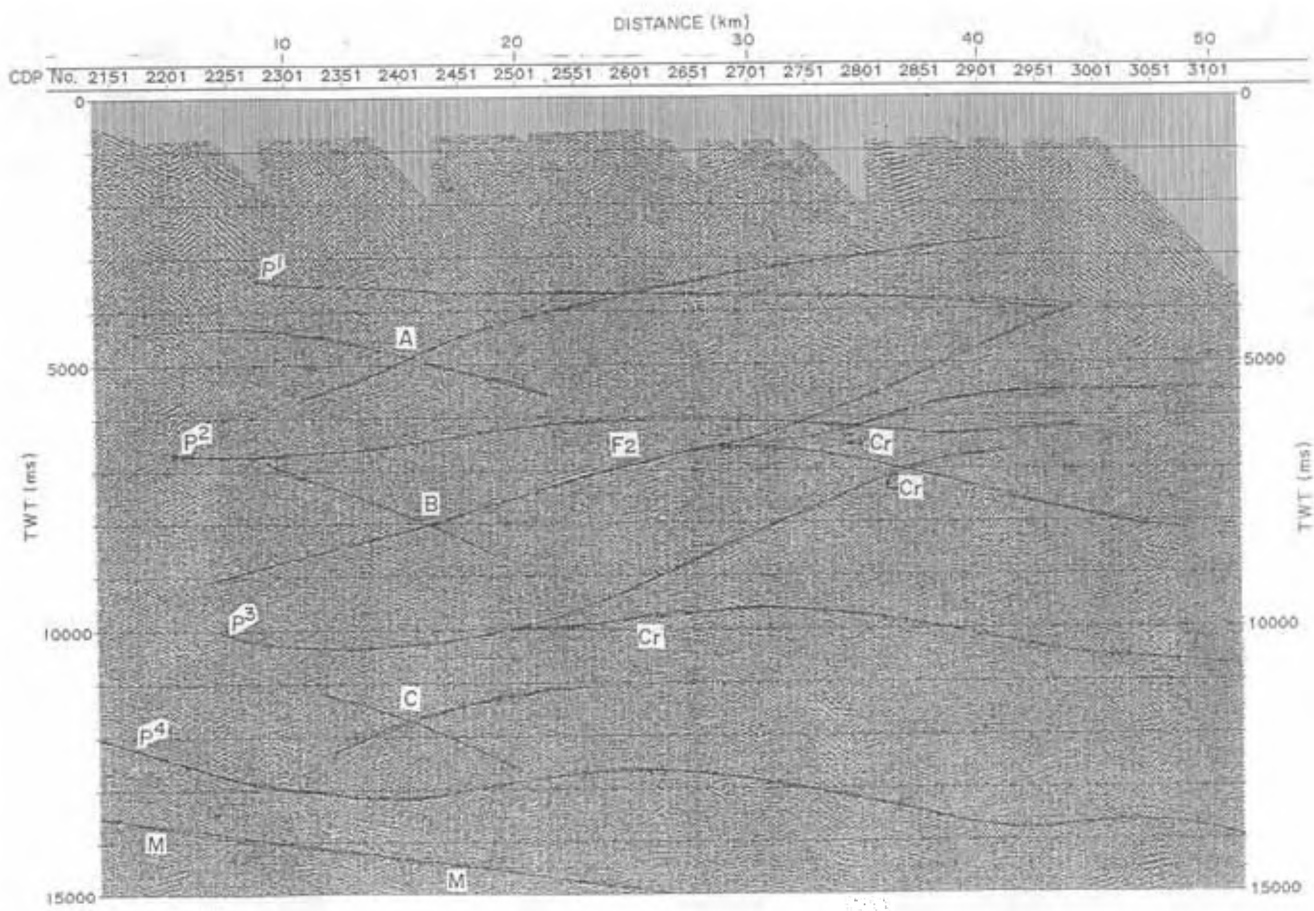 DISTANCE (km)
10 20 30 40 50
CDP No. 2151 2201 2251 2301 2351 2401 2451 2501 2551 2601 2651 2701 2751 2801 2851 2901 2951 3001 3051 3101
0 0
P1
A
5000 5000
P2 F2 Cr
Cr
B
TWT (ms) TWT (ms)
P3
10000 Cr 10000
C
P4
M
M
15000 15000